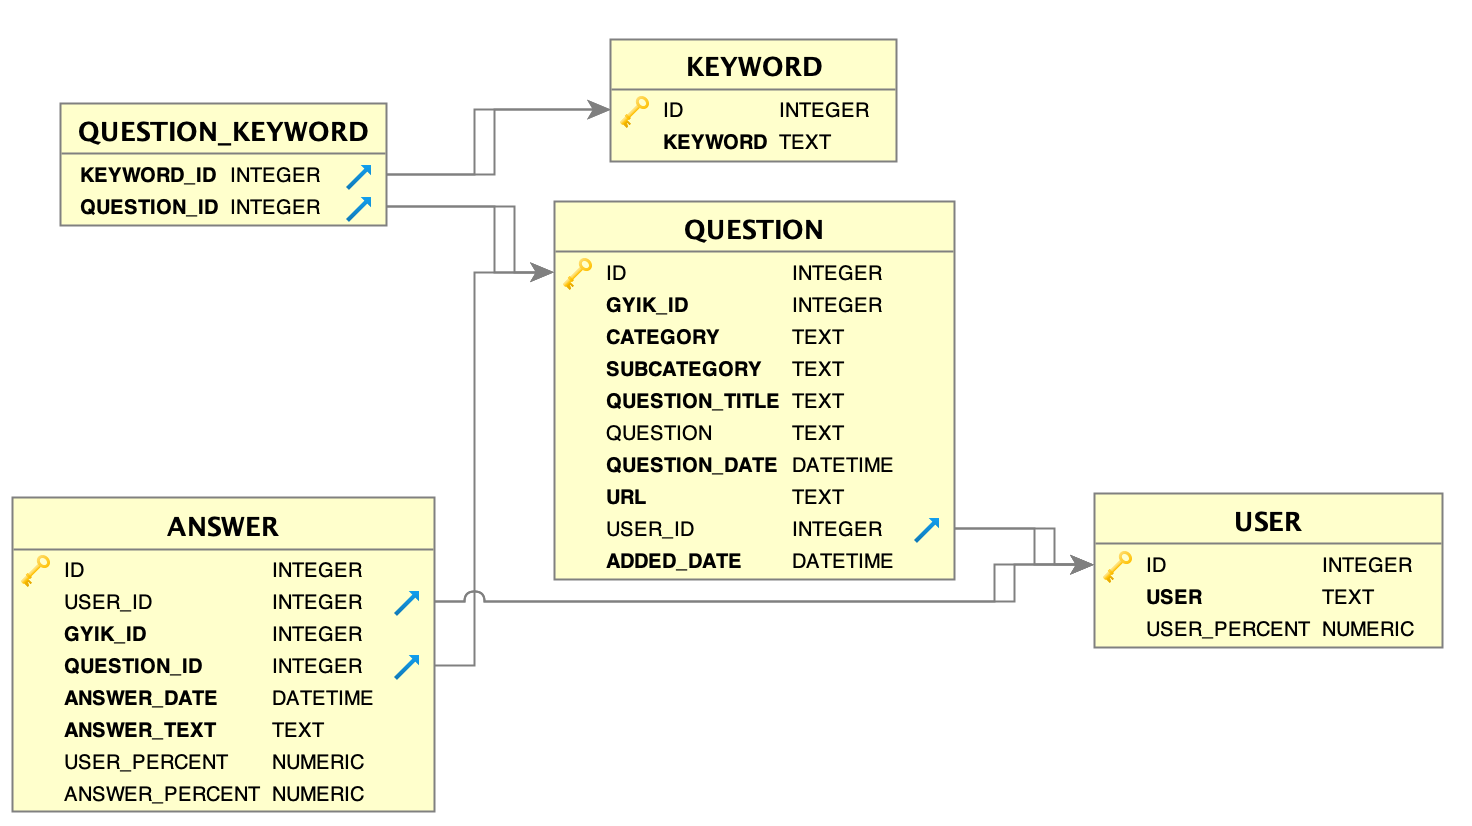 KEYWORD
ID INTEGER
KEYWORD TEXT
QUESTION_KEYWORD
KEYWORD_ID INTEGER
QUESTION_ID INTEGER
QUESTION
ID INTEGER
GYIK_ID INTEGER
CATEGORY TEXT
SUBCATEGORY TEXT
QUESTION_TITLE TEXT
QUESTION TEXT
QUESTION_DATE DATETIME
URL TEXT
USER_ID INTEGER
ADDED_DATE DATETIME
ANSWER
ID INTEGER
USER_ID INTEGER
GYIK_ID INTEGER
QUESTION_ID INTEGER
ANSWER_DATE DATETIME
ANSWER_TEXT TEXT
USER_PERCENT NUMERIC
ANSWER_PERCENT NUMERIC
USER
ID INTEGER
USER TEXT
USER_PERCENT NUMERIC